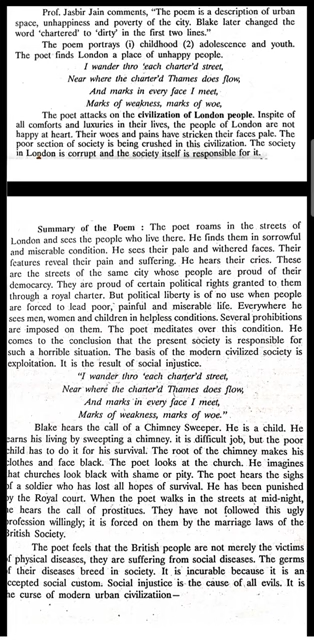 Prof. Jasbir Jain comments, "The poem is a description of urban
space, unhappiness and poverty of the city. Blake later changed the
word 'chartered' to 'dirty' in the first two lines."
The poem portrays (i) childhood (2) adolescence and youth.
The poet finds London a place of unhappy people.
I wander thro 'each charter'd street,
Near where the charter'd Thames does flow,
And marks in every face I meet,
Marks of weakness, marks of woe,
The poet attacks on the civilization of London people. Inspite of
all comforts and luxuries in their lives, the people of London are not
happy at heart. Their woes and pains have stricken their faces pale. The
poor section of society is being crushed in this civilization. The society
in London is corrupt and the society itself is responsible for it.
Summary of the Poem : The poet roams in the streets of
London and sees the people who live there. He finds them in sorrowful
and miserable condition. He sees their pale and withered faces. Their
features reveal their pain and suffering. He hears their cries. These
are the streets of the same city whose people are proud of their
democarcy. They are proud of certain political rights granted to them
through a royal charter. But political liberty is of no use when people
are forced to lead poor, painful and miserable life. Everywhere he
sees men, women and children in helpless conditions. Several prohibitions
are imposed on them. The poet meditates over this condition. He
comes to the conclusion that the present society is responsible for
such a horrible situation. The basis of the modern civilized society is
exploitation. It is the result of social injustice.
"I wander thro 'each charter'd street,
Near where the charter'd Thames does flow,
And marks in every face I meet,
Marks of weakness, marks of woe."
Blake hears the call of a Chimney Sweeper. He is a child. He
earns his living by sweepting a chimney. it is difficult job, but the poor
child has to do it for his survival. The root of the chimney makes his
clothes and face black. The poet looks at the church. He imagines
hat churches look black with shame or pity. The poet hears the sighs
of a soldier who has lost all hopes of survival. He has been punished
by the Royal court. When the poet walks in the streets at mid-night,
he hears the call of prostitues. They have not followed this ugly
profession willingly; it is forced on them by the marriage laws of the
British Society.
The poet feels that the British people are not merely the victims
of physical diseases, they are suffering from social diseases. The germs
of their diseases breed in society. It is incurable because it is an
ccepted social custom. Social injustice is the cause of all evils. It is
he curse of modern urban civilizatiion—